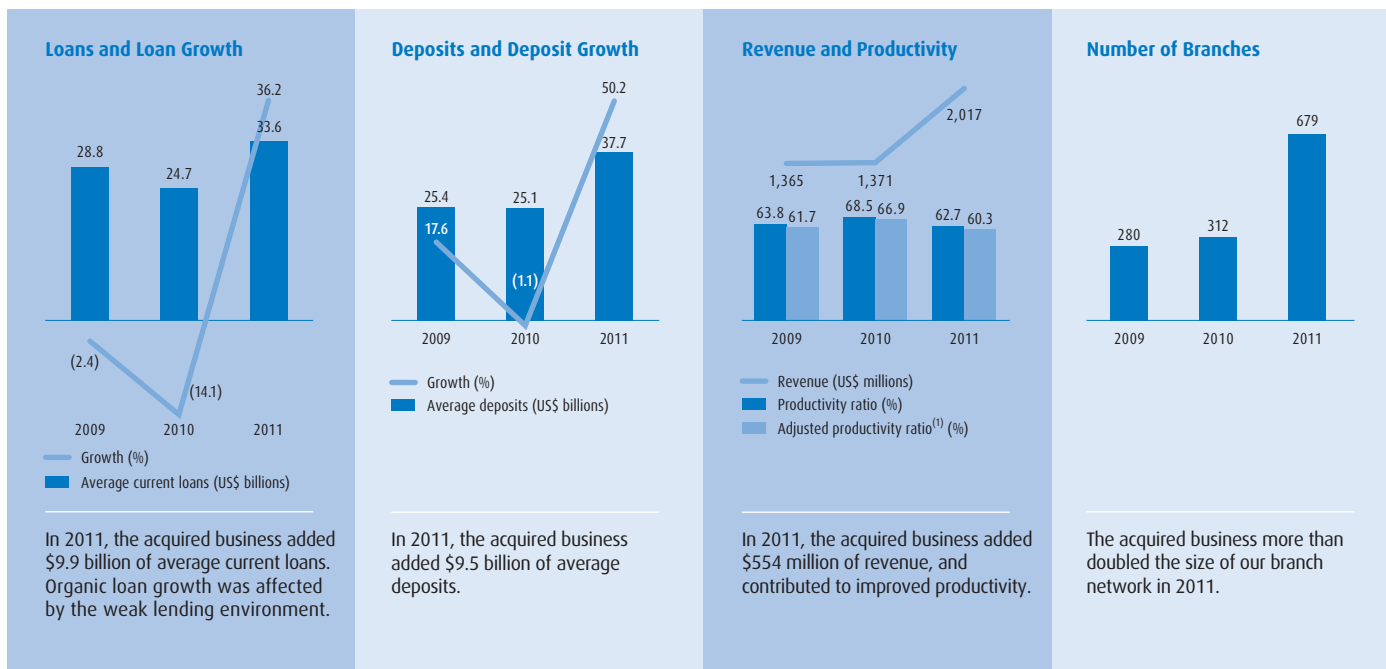 Loans and Loan Growth
36.2
33.6
28.8
24.7
(2.4)
(14.1)
2009 2010 2011
Growth (%)
Average current loans (US$ billions)
In 2011, the acquired business added
$9.9 billion of average current loans.
Organic loan growth was affected
by the weak lending environment.
Deposits and Deposit Growth
50.2
37.7
25.4 25.1
17.6
(1.1)
2009 2010 2011
Growth (%)
Average deposits (US$ billions)
In 2011, the acquired business
added $9.5 billion of average
deposits.
Revenue and Productivity
2,017
1,365 1,371
63.8 61.7 68.5 66.9 62.7 60.3
2009 2010 2011
Revenue (US$ millions)
Productivity ratio (%)
Adjusted productivity ratio(1) (%)
In 2011, the acquired business added
$554 million of revenue, and
contributed to improved productivity.
Number of Branches
679
280 312
2009 2010 2011
The acquired business more than
doubled the size of our branch
network in 2011.